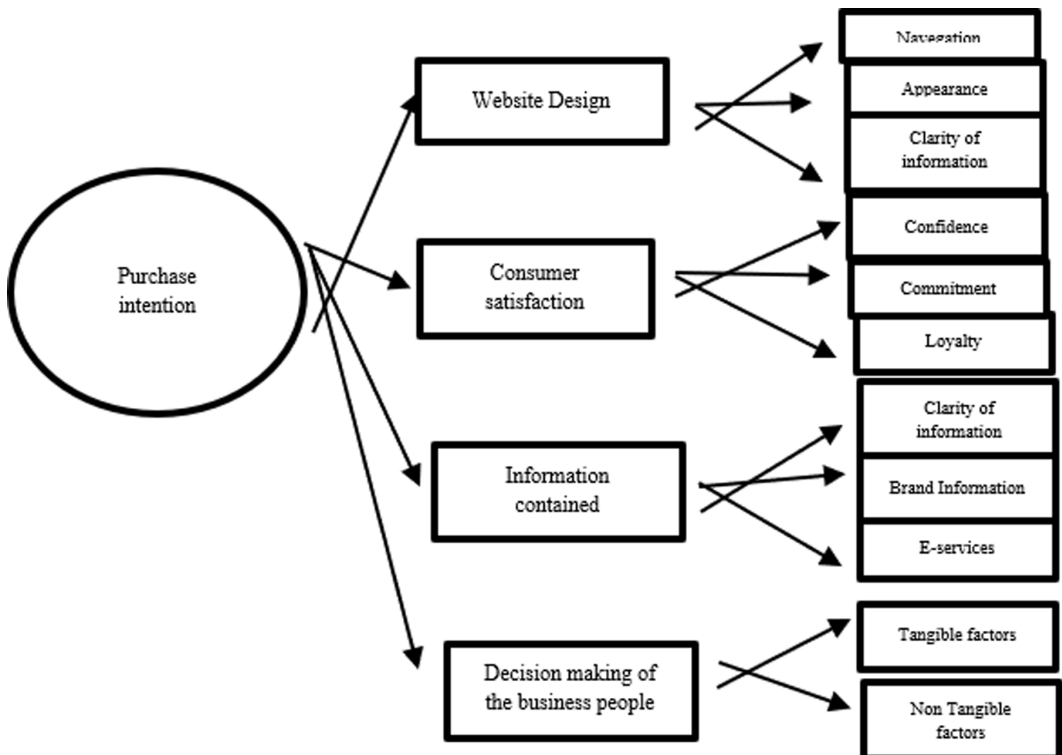 Purchase
intention
Website Design
Navegation
Appearance
Clarity of
information
Consumer
satisfaction
Confidence
Commitment
Loyalty
Information
contained
Clarity of
information
Brand Information
E-services
Decision making of
the business people
Tangible factors
Non Tangible
factors